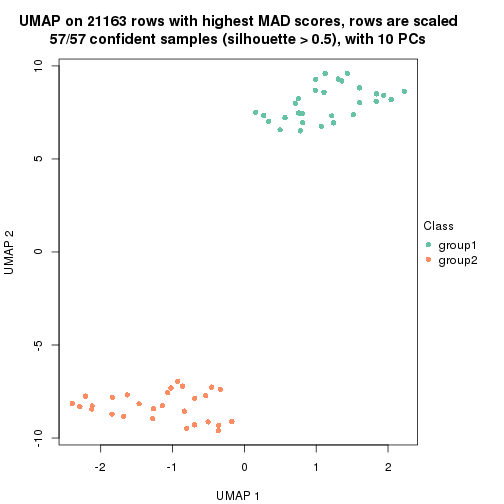 UMAP on 21163 rows with highest MAD scores, rows are scaled
57/57 confident samples (silhouette > 0.5), with 10 PCs
10
5
0
-5
-10
UMAP 2
-2
-1
0
1
2
UMAP 1
Class
group1
group2